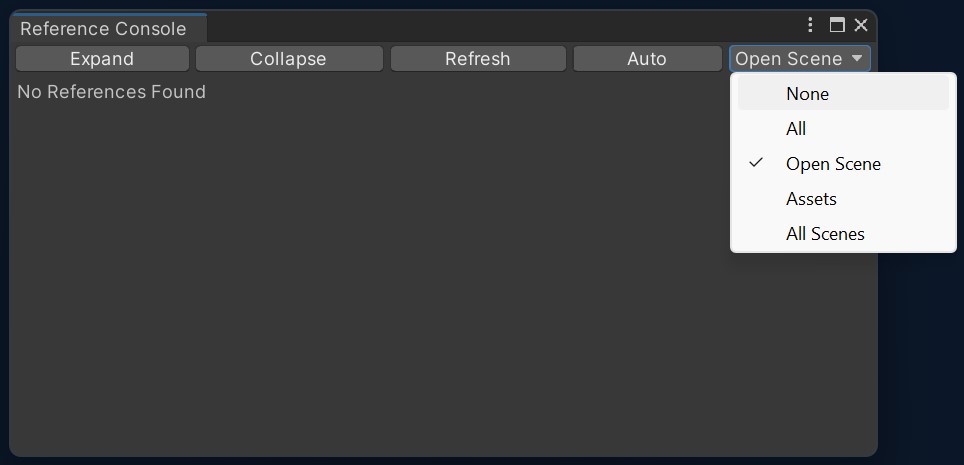 Reference Console
Expand Collapse Refresh Auto Open Scene
No References Found
None
All
Open Scene
Assets
All Scenes